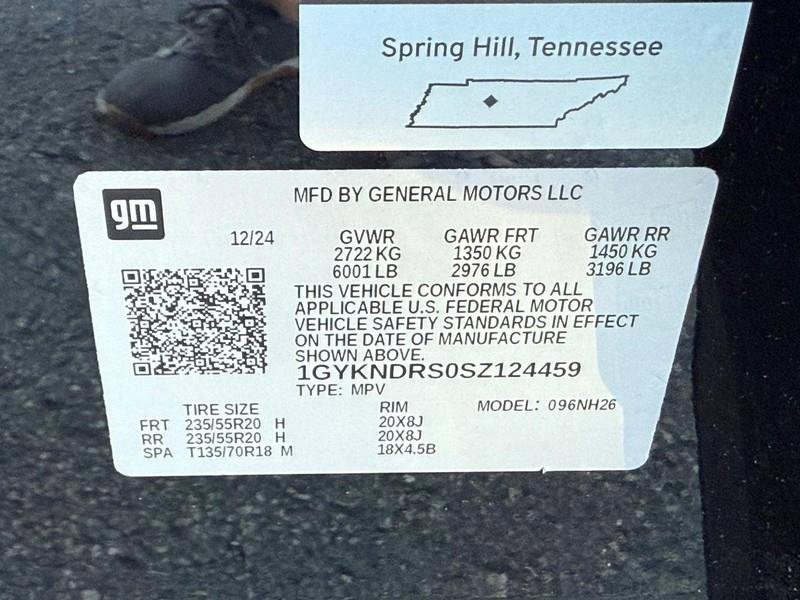 Spring Hill, Tennessee
gm
MFD BY GENERAL MOTORS LLC
12/24 GVWR GAWR FRT GAWR RR
2722 KG 1350 KG 1450 KG
6001 LB 2976 LB 3196 LB
THIS VEHICLE CONFORMS TO ALL
APPLICABLE U.S. FEDERAL MOTOR
VEHICLE SAFETY STANDARDS IN EFFECT
ON THE DATE OF MANUFACTURE
SHOWN ABOVE.
1GYKNDRS0SZ124459
TYPE: MPV
TIRE SIZE RIM MODEL: 096NH26
FRT 235/55R20 H 20X8J
RR 235/55R20 H 20X8J
SPA T135/70R18 M 18X4.5B